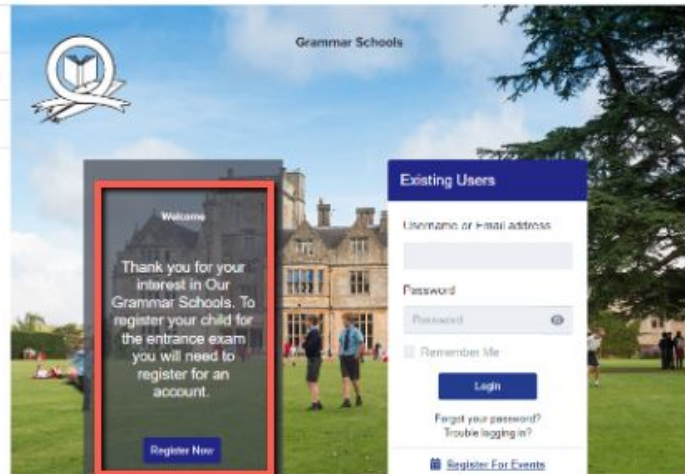 Grammar Schools
Welcome
Thank you for your
interest in Our
Grammar Schools. To
register your child for
the entrance exam
you will need to
register for an
account.
Register Now
Existing Users
Username or Email address
Password
Password
Remember Me
Login
Forgot your password?
Trouble logging in?
Register For Events